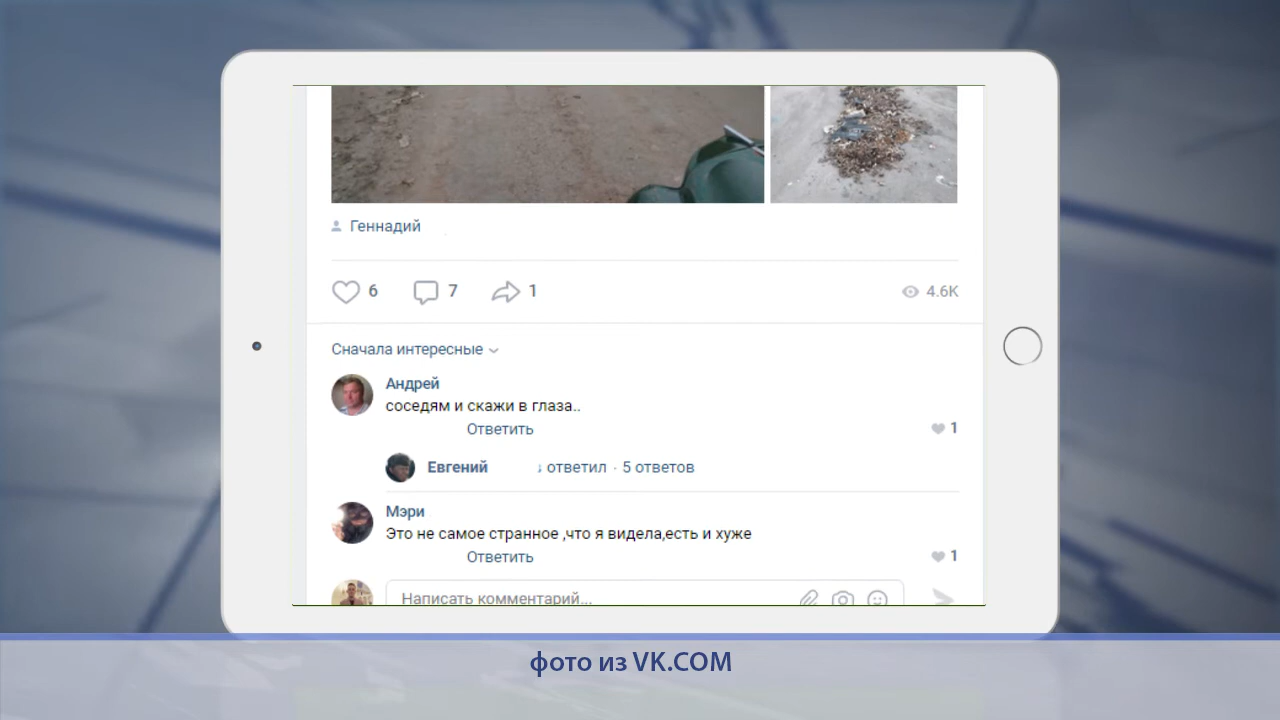 Геннадий
6 7 1 4.6K
Сначала интересные
Андрей
соседям и скажи в глаза..
Ответить 1
Евгений ответил · 5 ответов
Мэри
Это не самое странное ,что я видела,есть и хуже
Ответить 1
Написать комментарий...
фото из VK.COM